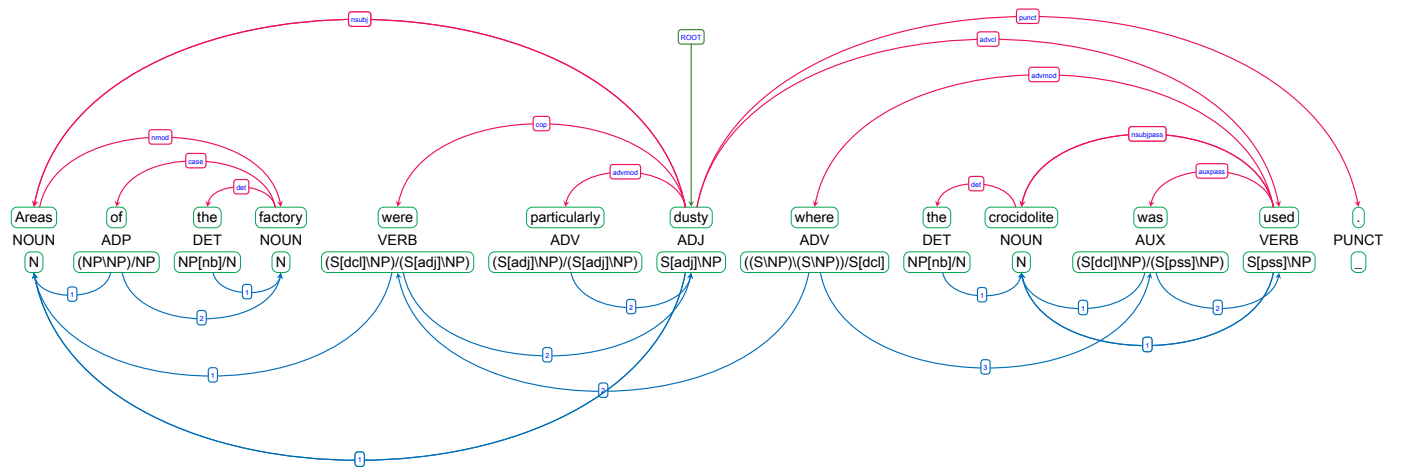 punct
nsubj
ROOT advcl
advmod
cop
nmod nsubjpass
case
advmod auxpass
det det
Areas of the factory were particularly dusty where the crocidolite was used .
NOUN ADP DET NOUN VERB ADV ADJ ADV DET NOUN AUX VERB PUNCT
N (NP\NP)/NP NP[nb]/N N (S[dcl]\NP)/(S[adj]\NP) (S[adj]\NP)/(S[adj]\NP) S[adj]\NP ((S\NP)\(S\NP))/S[dcl] NP[nb]/N N (S[dcl]\NP)/(S[pss]\NP) S[pss]\NP _
1 1 1
2 2 1 2
1
2
3
1
2
1